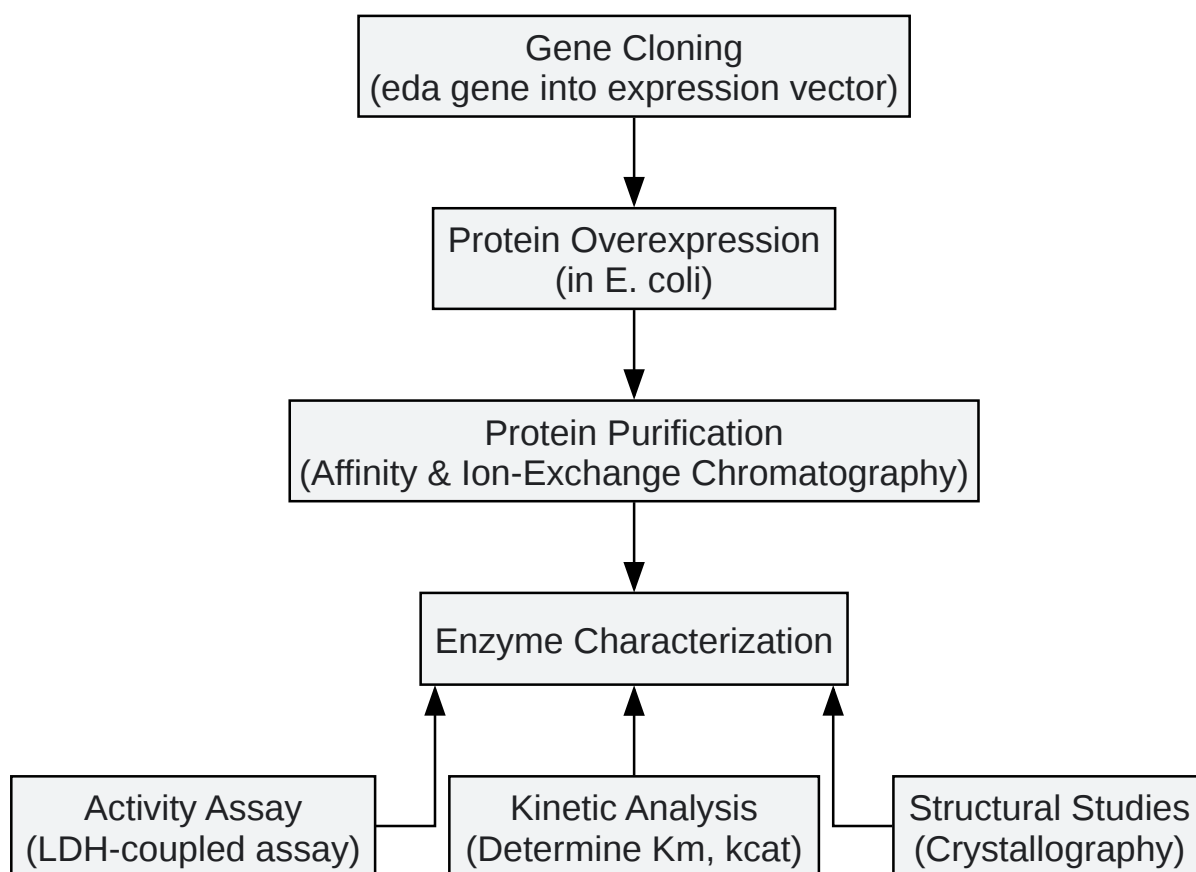 Gene Cloning
(eda gene into expression vector)
Protein Overexpression
(in E. coli)
Protein Purification
(Affinity & Ion-Exchange Chromatography)
Enzyme Characterization
Activity Assay
(LDH-coupled assay)
Kinetic Analysis
(Determine Km, kcat)
Structural Studies
(Crystallography)